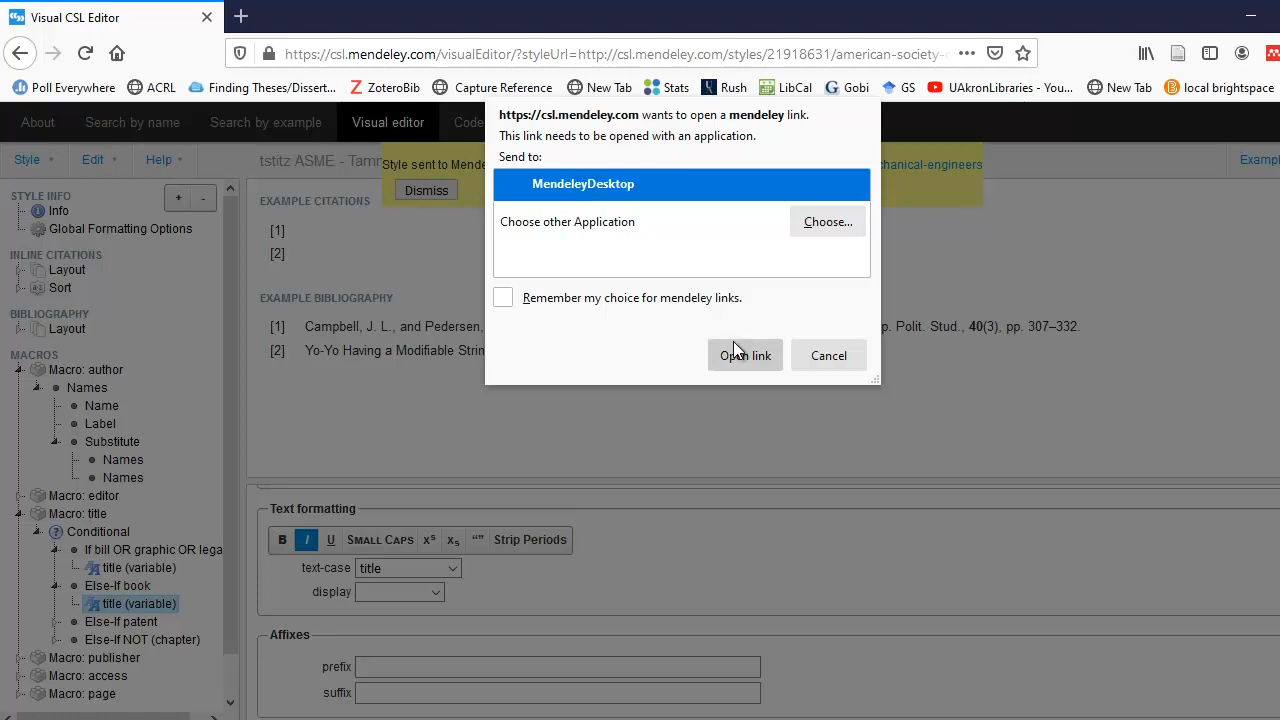 Visual CSL Editor
https://csl.mendeley.com/visualEditor/?styleUrl=http://csl.mendeley.com/styles/21918631/american-society-
Poll Everywhere
ACRL
Finding Theses/Dissert...
ZoteroBib
Couture Reference
New Tab
Stats
Rush
LibCal
Gobi
GS
UAkronLibraries - You...
New Tab
local brightspace
About
Search by name
Search by example
Visual editor
Code
Style
Edit
Help
tstitz ASME - Tamm
Style sent to Mende
Dismiss
chanical-engineers
Exampl
https://csl.mendeley.com wants to open a mendeley link.
This link needs to be opened with an application.
Send to:
MendeleyDesktop
Choose other Application
Choose...
Remember my choice for mendeley links.
Open link
Cancel
STYLE INFO
+
-
Info
Global Formatting Options
INLINE CITATIONS
Layout
Sort
BIBLIOGRAPHY
Layout
MACROS
Macro: author
Names
Name
Label
Substitute
Names
Names
Macro: editor
Macro: title
Conditional
If bill OR graphic OR lega
title (variable)
Else-If book
title (variable)
Else-If patent
Else-If NOT (chapter)
Macro: publisher
Macro: access
Macro: page
EXAMPLE CITATIONS
[1]
[2]
EXAMPLE BIBLIOGRAPHY
[1] Campbell, J. L., and Pedersen, p. Polit. Stud., 40(3), pp. 307–332.
[2] Yo-Yo Having a Modifiable Strin
Text formatting
B I U SMALL CAPS xs xs “” Strip Periods
text-case title
display
Affixes
prefix
suffix